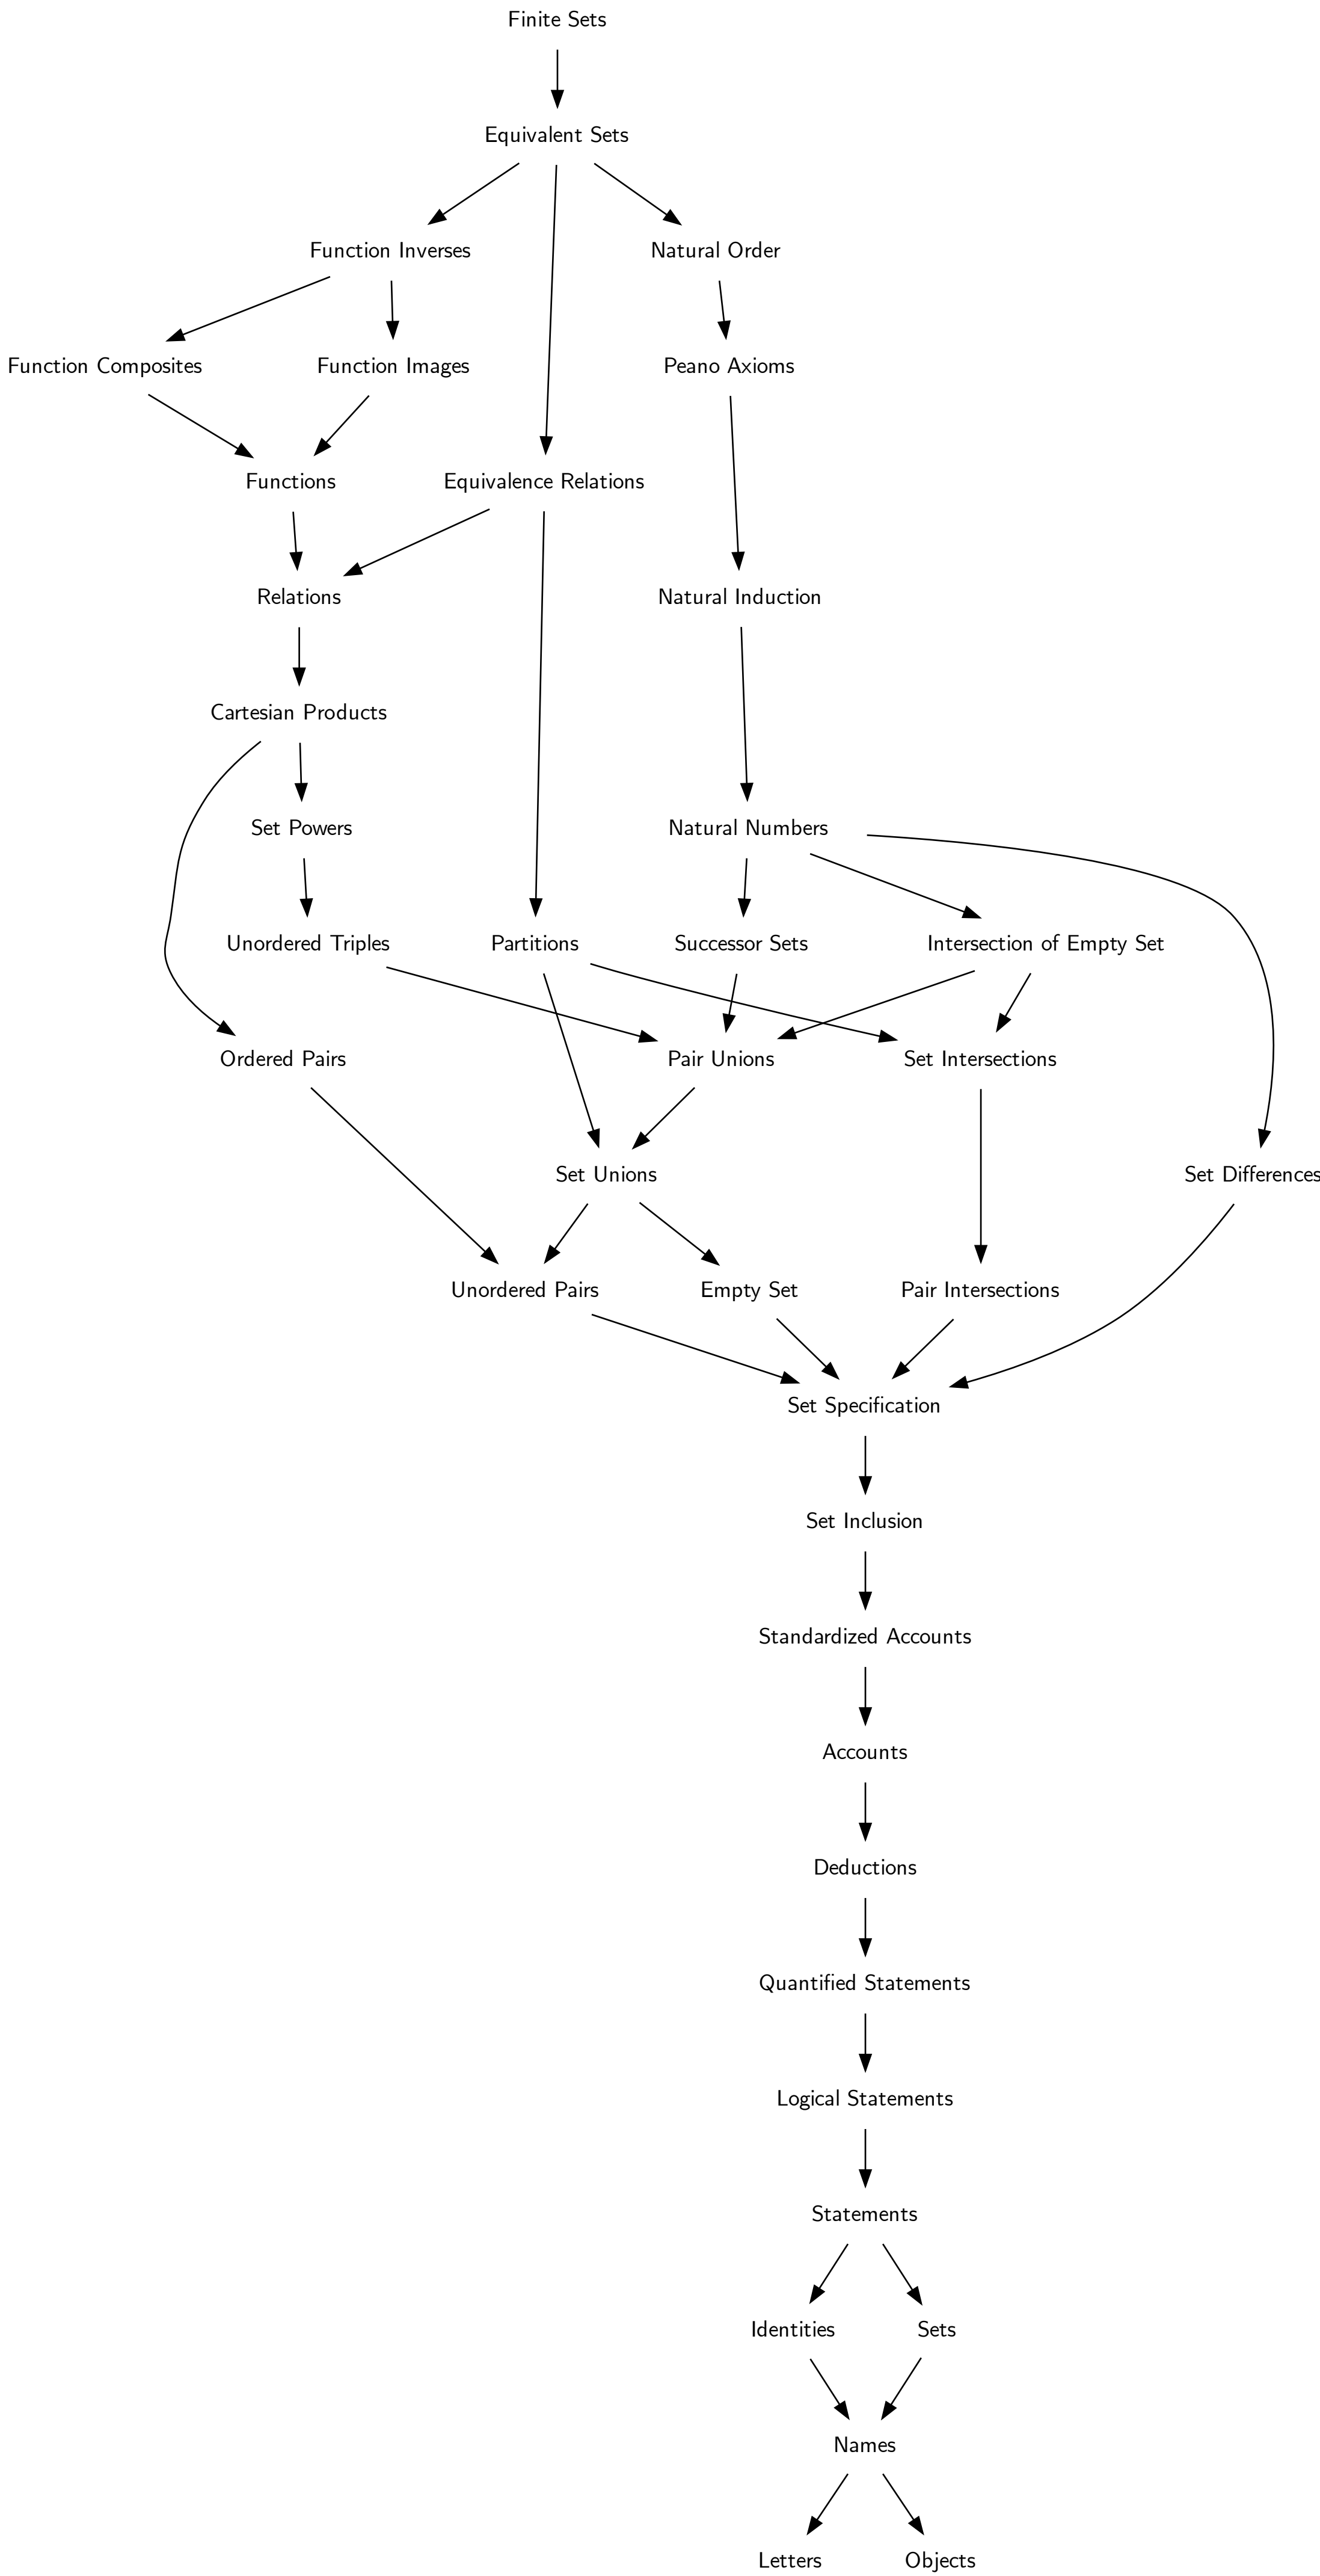 Finite Sets
Equivalent Sets
Function Inverses
Natural Order
Function Composites
Function Images
Peano Axioms
Functions
Equivalence Relations
Relations
Natural Induction
Cartesian Products
Set Powers
Natural Numbers
Unordered Triples
Partitions
Successor Sets
Intersection of Empty Set
Ordered Pairs
Pair Unions
Set Intersections
Set Unions
Set Differences
Unordered Pairs
Empty Set
Pair Intersections
Set Specification
Set Inclusion
Standardized Accounts
Accounts
Deductions
Quantified Statements
Logical Statements
Statements
Identities
Sets
Names
Letters
Objects